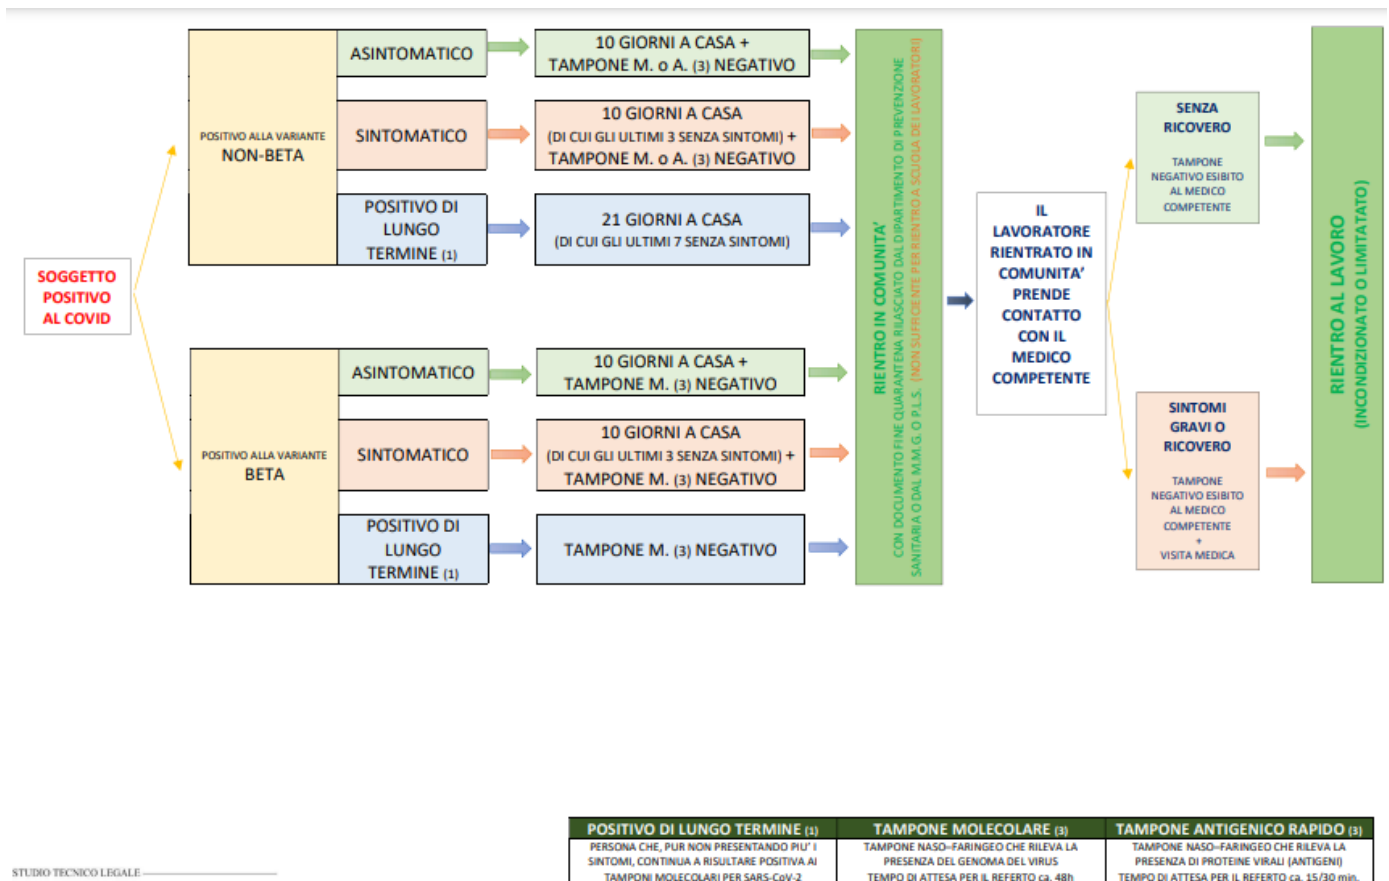 SOGGETTO
POSITIVO
AL COVID
POSITIVO ALLA VARIANTE
NON-BETA
ASINTOMATICO
10 GIORNI A CASA +
TAMPONE M. o A. (3) NEGATIVO
SINTOMATICO
10 GIORNI A CASA
(DI CUI GLI ULTIMI 3 SENZA SINTOMI) +
TAMPONE M. o A. (3) NEGATIVO
POSITIVO DI
LUNGO
TERMINE (1)
21 GIORNI A CASA
(DI CUI GLI ULTIMI 7 SENZA SINTOMI)
POSITIVO ALLA VARIANTE
BETA
ASINTOMATICO
10 GIORNI A CASA +
TAMPONE M. (3) NEGATIVO
SINTOMATICO
10 GIORNI A CASA
(DI CUI GLI ULTIMI 3 SENZA SINTOMI) +
TAMPONE M. (3) NEGATIVO
POSITIVO DI
LUNGO
TERMINE (1)
TAMPONE M. (3) NEGATIVO
RIENTRO IN COMUNITA'
CON DOCUMENTO FINE QUARANTENA RILASCIATO DAL DIPARTIMENTO DI PREVENZIONE
SANITARIA O DAL M.M.G. O P.L.S. (NON SUFFICIENTE PER RIENTRO A SCUOLA DEI LAVORATORI)
IL
LAVORATORE
RIENTRATO IN
COMUNITA'
PRENDE
CONTATTO
CON IL
MEDICO
COMPETENTE
SENZA
RICOVERO
TAMPONE
NEGATIVO ESIBITO
AL MEDICO
COMPETENTE
SINTOMI
GRAVI O
RICOVERO
TAMPONE
NEGATIVO ESIBITO
AL MEDICO
COMPETENTE
+
VISITA MEDICA
RIENTRO AL LAVORO
(INCONDIZIONATO O LIMITATO)
POSITIVO DI LUNGO TERMINE (1)
PERSONA CHE, PUR NON PRESENTANDO PIU' I
SINTOMI, CONTINUA A RISULTARE POSITIVA AI
TAMPONI MOLECOLARI PER SARS-CoV-2
TAMPONE MOLECOLARE (3)
TAMPONE NASO–FARINGEO CHE RILEVA LA
PRESENZA DEL GENOMA DEL VIRUS
TEMPO DI ATTESA PER IL REFERTO ca. 48h
TAMPONE ANTIGENICO RAPIDO (3)
TAMPONE NASO–FARINGEO CHE RILEVA LA
PRESENZA DI PROTEINE VIRALI (ANTIGENI)
TEMPO DI ATTESA PER IL REFERTO ca. 15/30 min.
STUDIO TECNICO LEGALE